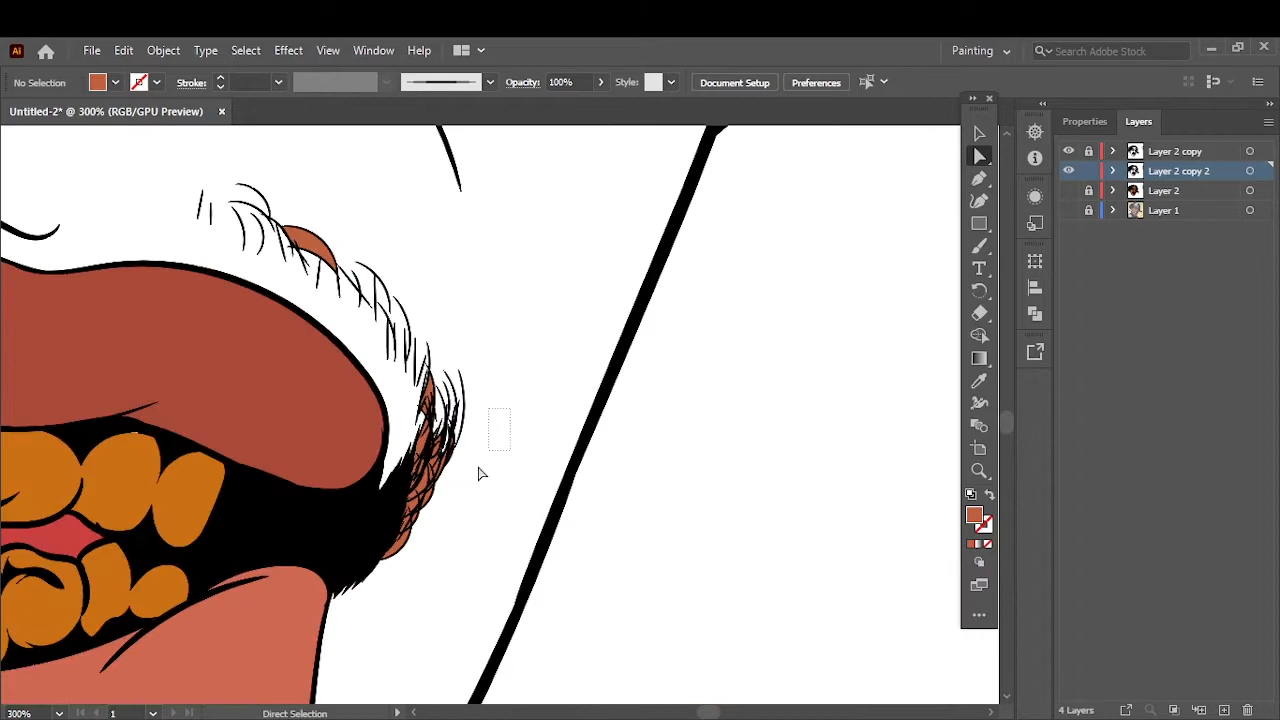 Ai File Edit Object Type Select Effect View Window Help Painting Search Adobe Stock
No Selection Stroke: Opacity: 100% Style: Document Setup Preferences
Untitled-2* @ 300% (RGB/GPU Preview)
Properties Layers
Layer 2 copy
Layer 2 copy 2
Layer 2
Layer 1
300% 1 Direct Selection 4 Layers